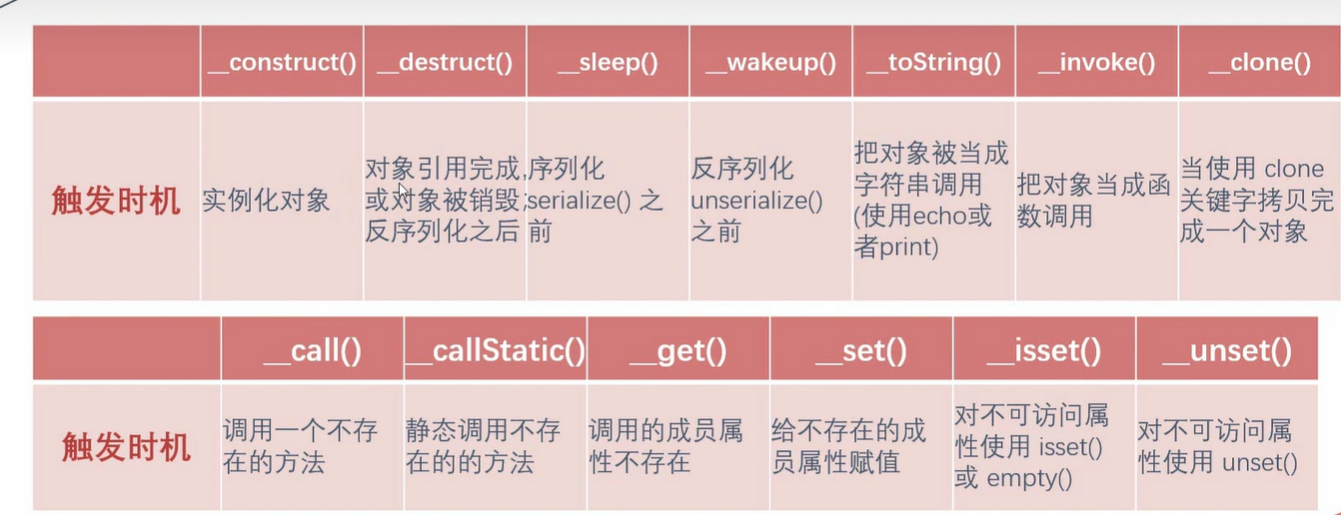 __construct() __destruct() __sleep() __wakeup() __toString() __invoke() __clone()
触发时机
实例化对象
对象引用完成,
或对象被销毁;
反序列化之后
序列化
serialize() 之
前
反序列化
unserialize()
之前
把对象被当成
字符串调用
(使用echo或
者print)
把对象当成函
数调用
当使用 clone
关键字拷贝完
成一个对象
__call() __callStatic() __get() __set() __isset() __unset()
触发时机
调用一个不存
在的方法
静态调用不存
在的的方法
调用的成员属
性不存在
给不存在的成
员属性赋值
对不可访问属
性使用 isset()
或 empty()
对不可访问属
性使用 unset()